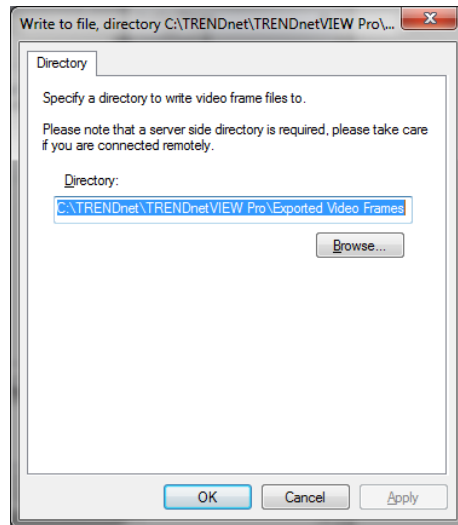 Write to file, directory C:\TRENDnet\TRENDnetVIEW Pro\...
Directory
Specify a directory to write video frame files to.
Please note that a server side directory is required, please take care
if you are connected remotely.
Directory:
C:\TRENDnet\TRENDnetVIEW Pro\Exported Video Frames
Browse...
OK
Cancel
Apply